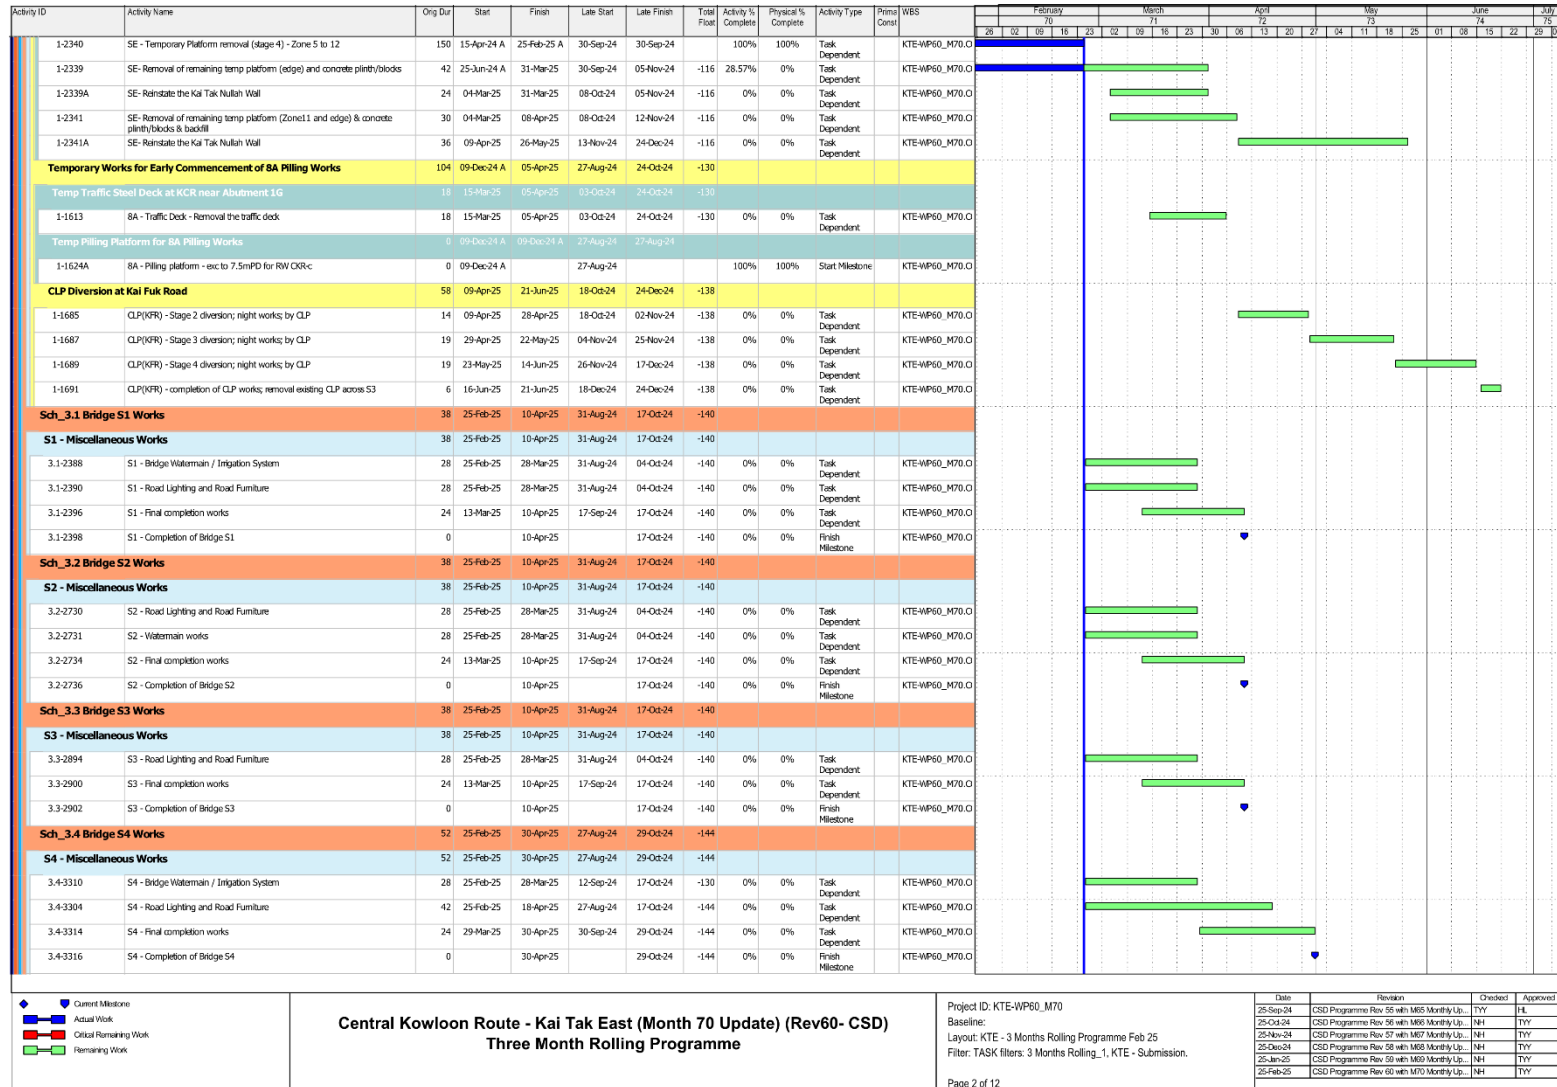 Activity ID Activity Name Orig Dur Start Finish Late Start Late Finish Total Float Activity % Complete Physical % Complete Activity Type Prima Const WBS February March April May June July
70 71 72 73 74 75
26 02 09 16 23 02 09 16 23 30 06 13 20 27 04 11 18 25 01 08 15 22 29 0
1-2340 SE - Temporary Platform removal (stage 4) - Zone 5 to 12 150 15-Apr-24 A 25-Feb-25 A 30-Sep-24 30-Sep-24 100% 100% Task Dependent KTE-WP60_M70.O
1-2339 SE- Removal of remaining temp platform (edge) and concrete plinth/blocks 42 25-Jun-24 A 31-Mar-25 30-Sep-24 05-Nov-24 -116 28.57% 0% Task Dependent KTE-WP60_M70.O
1-2339A SE- Reinstate the Kai Tak Nullah Wall 24 04-Mar-25 31-Mar-25 08-Oct-24 05-Nov-24 -116 0% 0% Task Dependent KTE-WP60_M70.O
1-2341 SE- Removal of remaining temp platform (Zone11 and edge) & concrete plinth/blocks & backfill 30 04-Mar-25 08-Apr-25 08-Oct-24 12-Nov-24 -116 0% 0% Task Dependent KTE-WP60_M70.O
1-2341A SE- Reinstate the Kai Tak Nullah Wall 36 09-Apr-25 26-May-25 13-Nov-24 24-Dec-24 -116 0% 0% Task Dependent KTE-WP60_M70.O
Temporary Works for Early Commencement of 8A Pilling Works 104 09-Dec-24 A 05-Apr-25 27-Aug-24 24-Oct-24 -130
Temp Traffic Steel Deck at KCR near Abutment 1G 18 15-Mar-25 05-Apr-25 03-Oct-24 24-Oct-24 -130
1-1613 8A - Traffic Deck - Removal the traffic deck 18 15-Mar-25 05-Apr-25 03-Oct-24 24-Oct-24 -130 0% 0% Task Dependent KTE-WP60_M70.O
Temp Pilling Platform for 8A Pilling Works 0 09-Dec-24 A 09-Dec-24 A 27-Aug-24 27-Aug-24
1-1624A 8A - Pilling platform - exc to 7.5mPD for RW CKR-c 0 09-Dec-24 A 27-Aug-24 100% 100% Start Milestone KTE-WP60_M70.O
CLP Diversion at Kai Fuk Road 58 09-Apr-25 21-Jun-25 18-Oct-24 24-Dec-24 -138
1-1685 CLP(KFR) - Stage 2 diversion; night works; by CLP 14 09-Apr-25 28-Apr-25 18-Oct-24 02-Nov-24 -138 0% 0% Task Dependent KTE-WP60_M70.O
1-1687 CLP(KFR) - Stage 3 diversion; night works; by CLP 19 29-Apr-25 22-May-25 04-Nov-24 25-Nov-24 -138 0% 0% Task Dependent KTE-WP60_M70.O
1-1689 CLP(KFR) - Stage 4 diversion; night works; by CLP 19 23-May-25 14-Jun-25 26-Nov-24 17-Dec-24 -138 0% 0% Task Dependent KTE-WP60_M70.O
1-1691 CLP(KFR) - completion of CLP works; removal existing CLP across S3 6 16-Jun-25 21-Jun-25 18-Dec-24 24-Dec-24 -138 0% 0% Task Dependent KTE-WP60_M70.O
Sch_3.1 Bridge S1 Works 38 25-Feb-25 10-Apr-25 31-Aug-24 17-Oct-24 -140
S1 - Miscellaneous Works 38 25-Feb-25 10-Apr-25 31-Aug-24 17-Oct-24 -140
3.1-2388 S1 - Bridge Watermain / Irrigation System 28 25-Feb-25 28-Mar-25 31-Aug-24 04-Oct-24 -140 0% 0% Task Dependent KTE-WP60_M70.O
3.1-2390 S1 - Road Lighting and Road Furniture 28 25-Feb-25 28-Mar-25 31-Aug-24 04-Oct-24 -140 0% 0% Task Dependent KTE-WP60_M70.O
3.1-2396 S1 - Final completion works 24 13-Mar-25 10-Apr-25 17-Sep-24 17-Oct-24 -140 0% 0% Task Dependent KTE-WP60_M70.O
3.1-2398 S1 - Completion of Bridge S1 0 10-Apr-25 17-Oct-24 -140 0% 0% Finish Milestone KTE-WP60_M70.O
Sch_3.2 Bridge S2 Works 38 25-Feb-25 10-Apr-25 31-Aug-24 17-Oct-24 -140
S2 - Miscellaneous Works 38 25-Feb-25 10-Apr-25 31-Aug-24 17-Oct-24 -140
3.2-2730 S2 - Road Lighting and Road Furniture 28 25-Feb-25 28-Mar-25 31-Aug-24 04-Oct-24 -140 0% 0% Task Dependent KTE-WP60_M70.O
3.2-2731 S2 - Watermain works 28 25-Feb-25 28-Mar-25 31-Aug-24 04-Oct-24 -140 0% 0% Task Dependent KTE-WP60_M70.O
3.2-2734 S2 - Final completion works 24 13-Mar-25 10-Apr-25 17-Sep-24 17-Oct-24 -140 0% 0% Task Dependent KTE-WP60_M70.O
3.2-2736 S2 - Completion of Bridge S2 0 10-Apr-25 17-Oct-24 -140 0% 0% Finish Milestone KTE-WP60_M70.O
Sch_3.3 Bridge S3 Works 38 25-Feb-25 10-Apr-25 31-Aug-24 17-Oct-24 -140
S3 - Miscellaneous Works 38 25-Feb-25 10-Apr-25 31-Aug-24 17-Oct-24 -140
3.3-2894 S3 - Road Lighting and Road Furniture 28 25-Feb-25 28-Mar-25 31-Aug-24 04-Oct-24 -140 0% 0% Task Dependent KTE-WP60_M70.O
3.3-2900 S3 - Final completion works 24 13-Mar-25 10-Apr-25 17-Sep-24 17-Oct-24 -140 0% 0% Task Dependent KTE-WP60_M70.O
3.3-2902 S3 - Completion of Bridge S3 0 10-Apr-25 17-Oct-24 -140 0% 0% Finish Milestone KTE-WP60_M70.O
Sch_3.4 Bridge S4 Works 52 25-Feb-25 30-Apr-25 27-Aug-24 29-Oct-24 -144
S4 - Miscellaneous Works 52 25-Feb-25 30-Apr-25 27-Aug-24 29-Oct-24 -144
3.4-3310 S4 - Bridge Watermain / Irrigation System 28 25-Feb-25 28-Mar-25 12-Sep-24 17-Oct-24 -130 0% 0% Task Dependent KTE-WP60_M70.O
3.4-3304 S4 - Road Lighting and Road Furniture 42 25-Feb-25 18-Apr-25 27-Aug-24 17-Oct-24 -144 0% 0% Task Dependent KTE-WP60_M70.O
3.4-3314 S4 - Final completion works 24 29-Mar-25 30-Apr-25 30-Sep-24 29-Oct-24 -144 0% 0% Task Dependent KTE-WP60_M70.O
3.4-3316 S4 - Completion of Bridge S4 0 30-Apr-25 29-Oct-24 -144 0% 0% Finish Milestone KTE-WP60_M70.O
Current Milestone
Actual Work
Critical Remaining Work
Remaining Work
Central Kowloon Route - Kai Tak East (Month 70 Update) (Rev60- CSD)
Three Month Rolling Programme
Project ID: KTE-WP60_M70
Baseline:
Layout: KTE - 3 Months Rolling Programme Feb 25
Filter: TASK filters: 3 Months Rolling_1, KTE - Submission.
Page 2 of 12
Date Revision Checked Approved
25-Sep-24 CSD Programme Rev 55 with M65 Monthly Up... TYY HL
25-Oct-24 CSD Programme Rev 56 with M66 Monthly Up... NH TYY
25-Nov-24 CSD Programme Rev 57 with M67 Monthly Up... NH TYY
25-Dec-24 CSD Programme Rev 58 with M68 Monthly Up... NH TYY
25-Jan-25 CSD Programme Rev 59 with M69 Monthly Up... NH TYY
25-Feb-25 CSD Programme Rev 60 with M70 Monthly Up... NH TYY